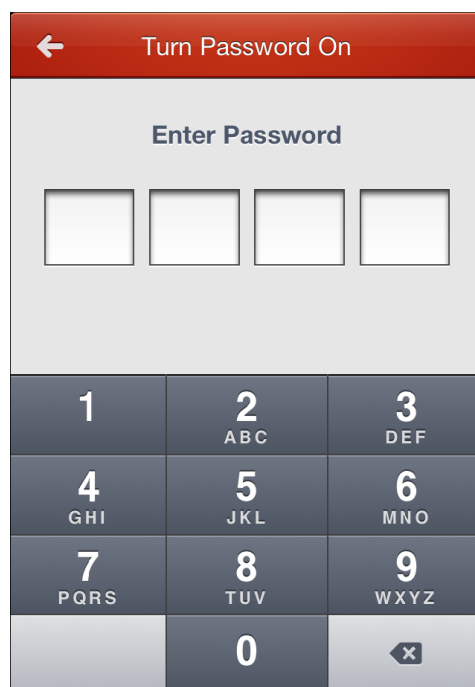 Turn Password On
Enter Password
1 2 3
ABC DEF
4 5 6
GHI JKL MNO
7 8 9
PQRS TUV WXYZ
0